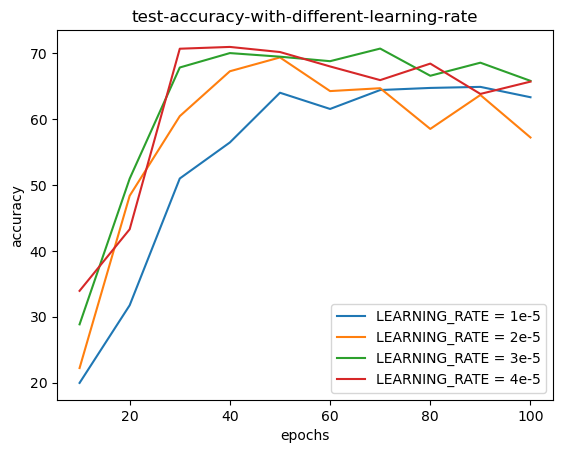 test-accuracy-with-different-learning-rate
70
60
50
40
30
20
accuracy
20
40
60
80
100
epochs
LEARNING_RATE = 1e-5
LEARNING_RATE = 2e-5
LEARNING_RATE = 3e-5
LEARNING_RATE = 4e-5